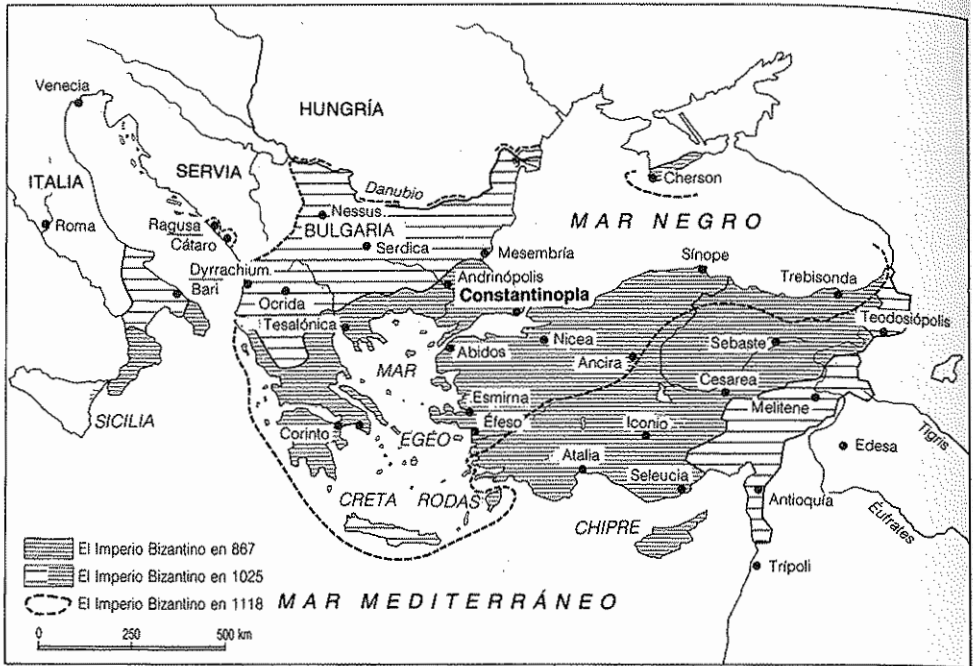 Venecia
HUNGRÍA
ITALIA
SERVIA
Cherson
Danubio
Roma
Ragusa
Cátaro
Nessus
BULGARIA
Serdica
MAR NEGRO
Mesembría
Sínope
Dyrrachium
Bari
Ocrida
Andrinópolis
Constantinopla
Trebisonda
Teodosiópolis
Tesalónica
Abidos
Nicea
Ancira
Sebaste
MAR
EGEO
Cesarea
Melitene
SICILIA
Esmirna
Éfeso
Iconio
Corinto
Edesa
Tigris
Atalia
Seleucia
Antioquía
Éufrates
CRETA
RODAS
CHIPRE
Trípoli
El Imperio Bizantino en 867
El Imperio Bizantino en 1025
El Imperio Bizantino en 1118
MAR MEDITERRÁNEO
0 250 500 km